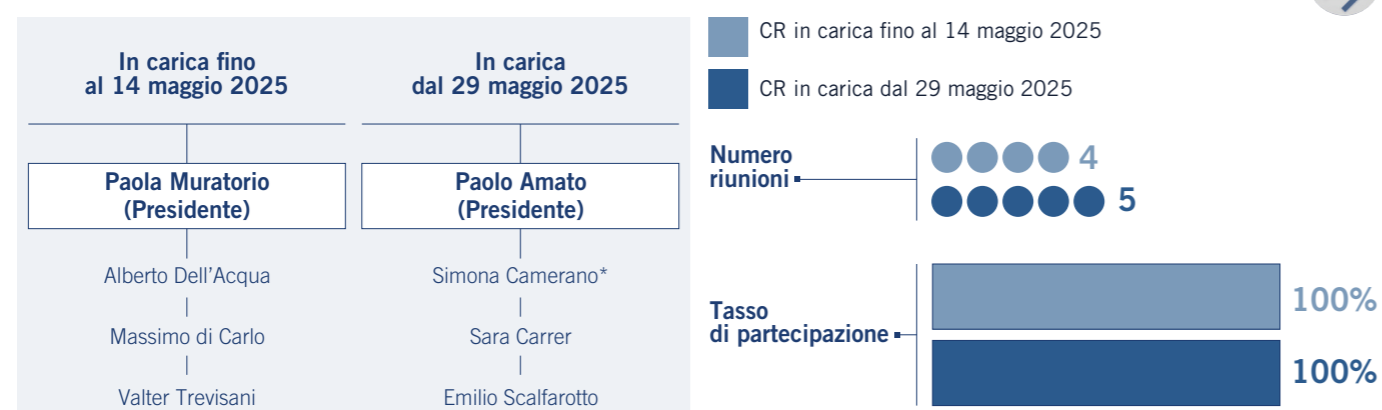 In carica fino
al 14 maggio 2025
Paola Muratorio
(Presidente)
Alberto Dell'Acqua
Massimo di Carlo
Valter Trevisani
In carica
dal 29 maggio 2025
Paolo Amato
(Presidente)
Simona Camerano*
Sara Carrer
Emilio Scalfarotto
CR in carica fino al 14 maggio 2025
CR in carica dal 29 maggio 2025
Numero
riunioni
4
5
Tasso
di partecipazione
100%
100%